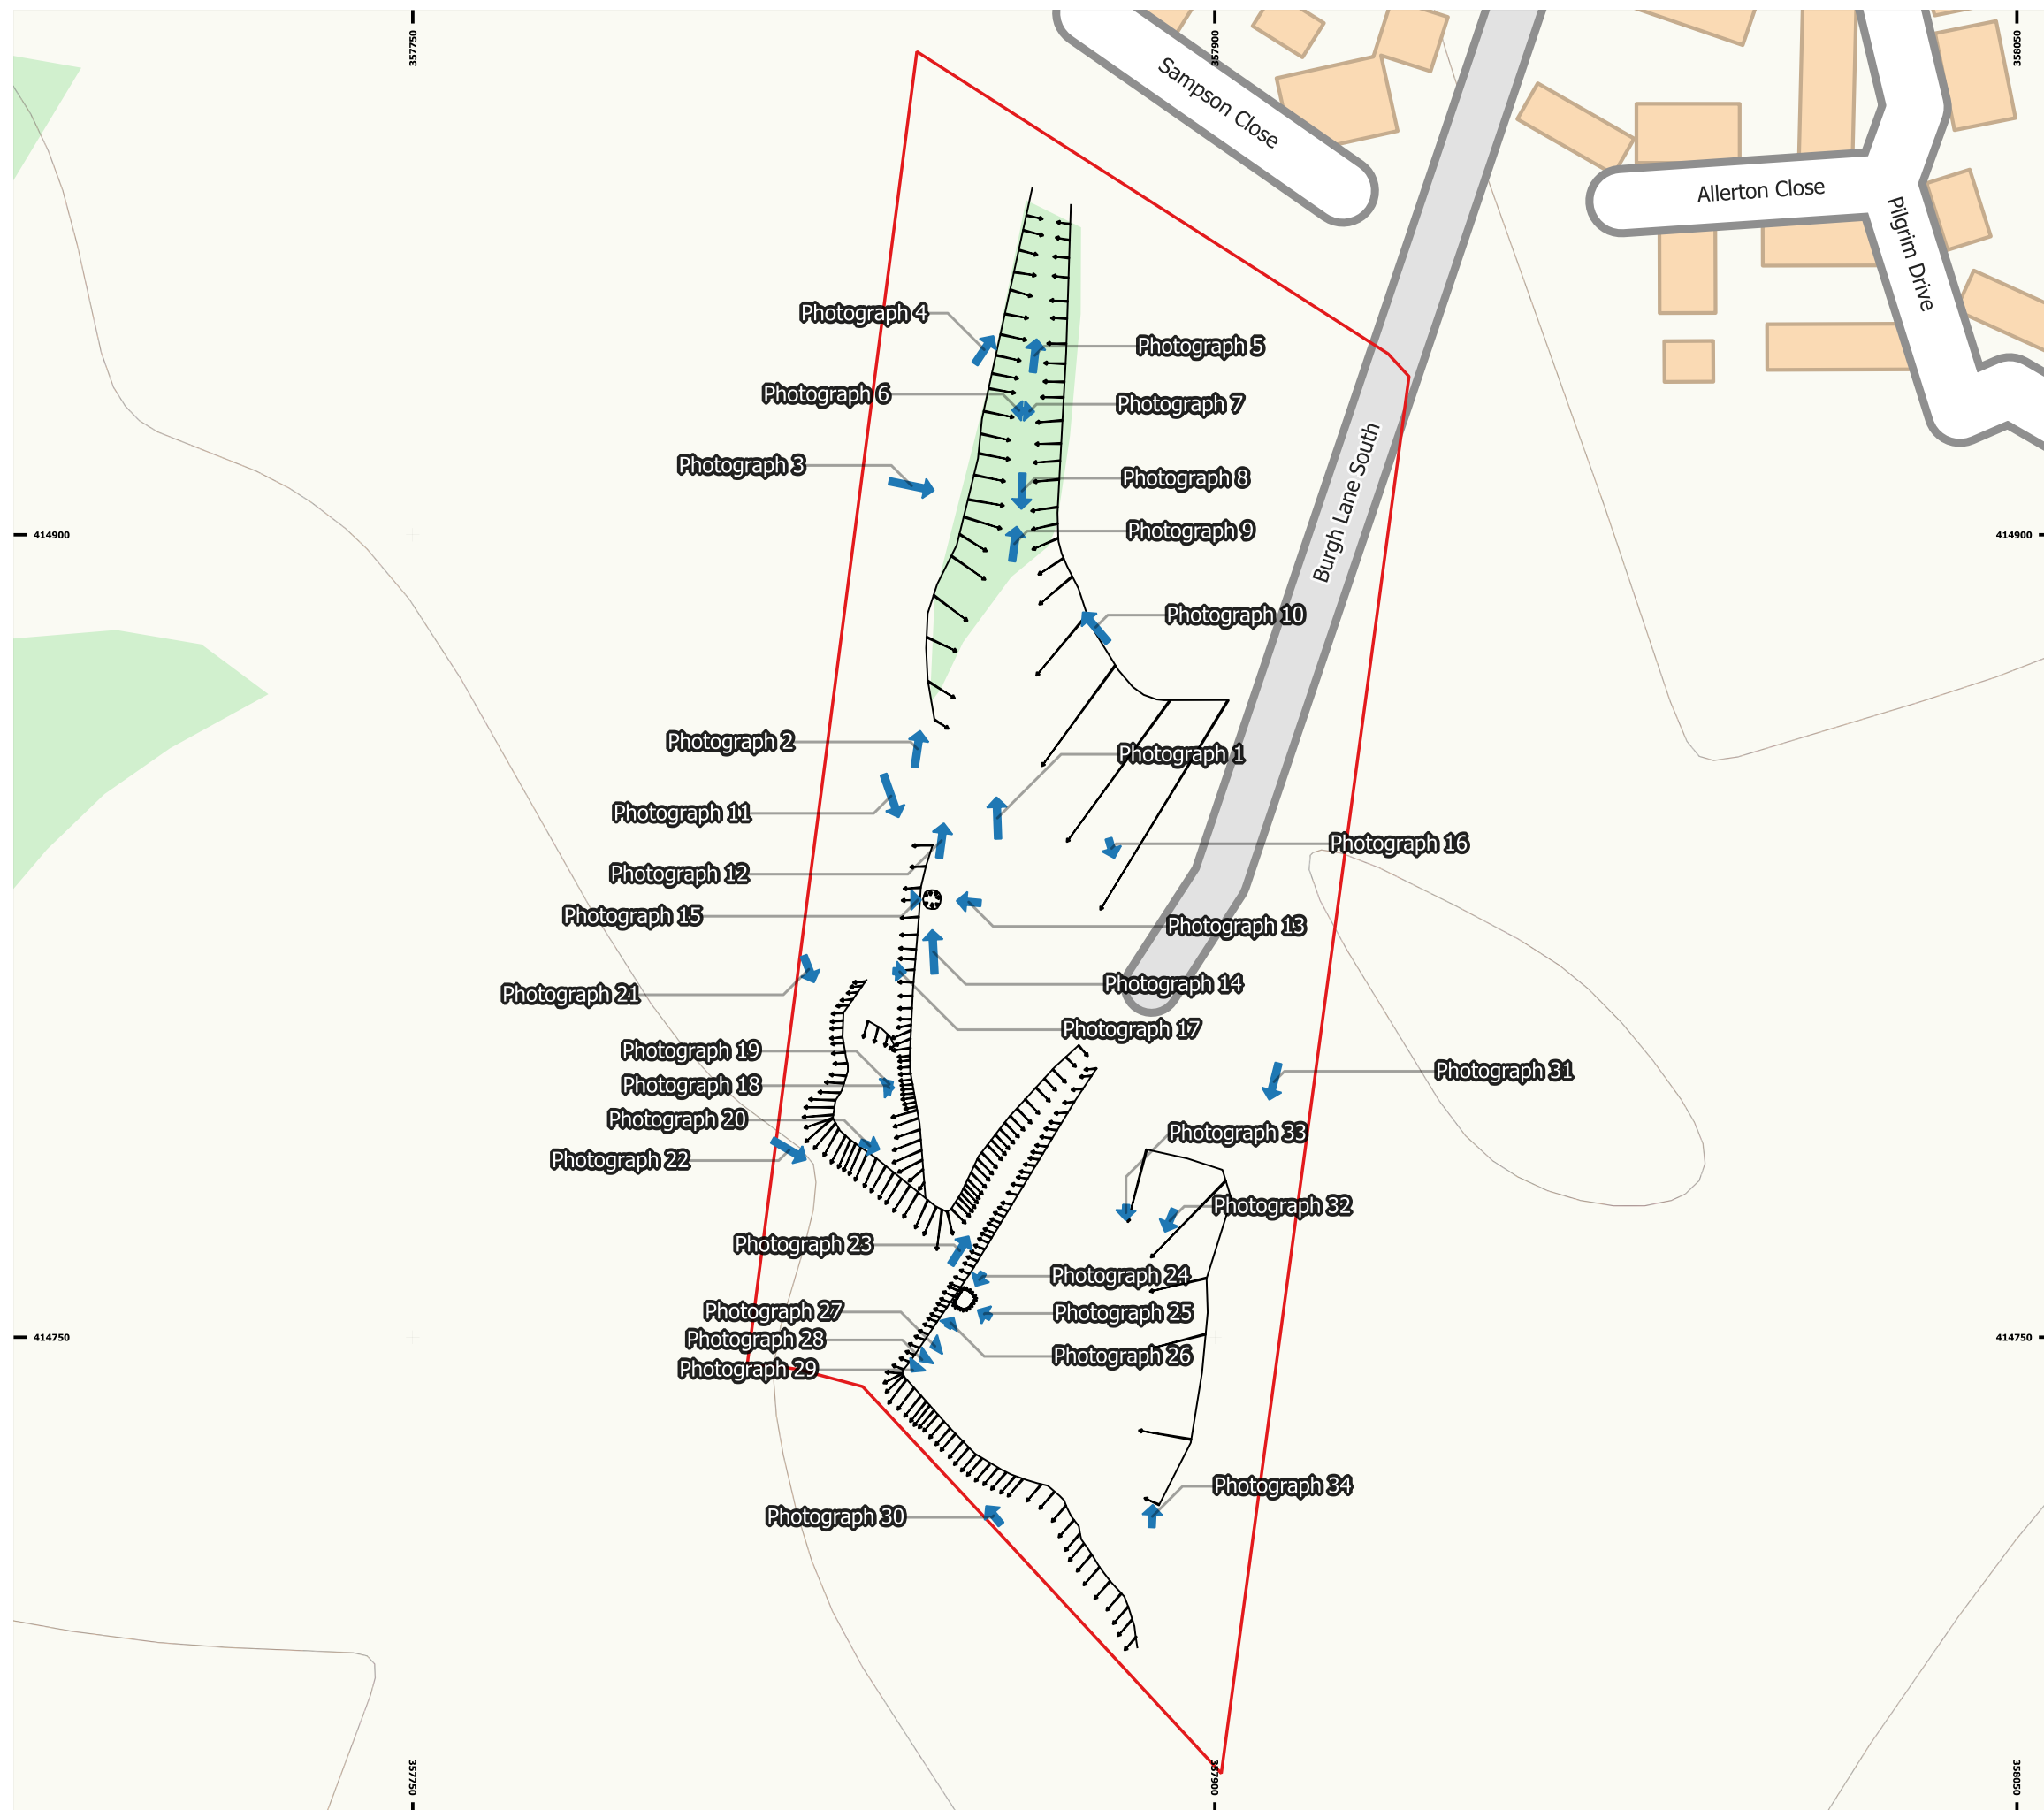 357750
357900
358050
Sampson Close
Allerton Close
Pilgrim Drive
Photograph 4
Photograph 5
Photograph 6
Photograph 7
Photograph 3
Photograph 8
Burgh Lane South
Photograph 9
414900
414900
Photograph 10
Photograph 2
Photograph 1
Photograph 11
Photograph 16
Photograph 12
Photograph 15
Photograph 13
Photograph 14
Photograph 21
Photograph 17
Photograph 19
Photograph 31
Photograph 18
Photograph 20
Photograph 33
Photograph 22
Photograph 32
Photograph 23
Photograph 24
Photograph 27
Photograph 25
414750
Photograph 28
414750
Photograph 26
Photograph 29
Photograph 34
Photograph 30
357750
357900
358050